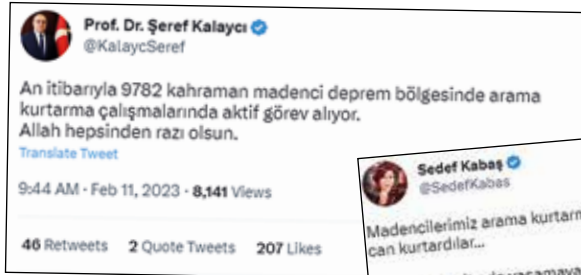 Prof. Dr. Şeref Kalaycı
@KalaycSeref
An itibarıyla 9782 kahraman madenci deprem bölgesinde arama
kurtarma çalışmalarında aktif görev alıyor.
Allah hepsinden razı olsun.
Translate Tweet
9:44 AM · Feb 11, 2023 · 8,141 Views
46 Retweets 2 Quote Tweets 207 Likes
Sedef Kabaş
@SedefKabas
Madencilerimiz arama kurtarm
can kurtardılar...